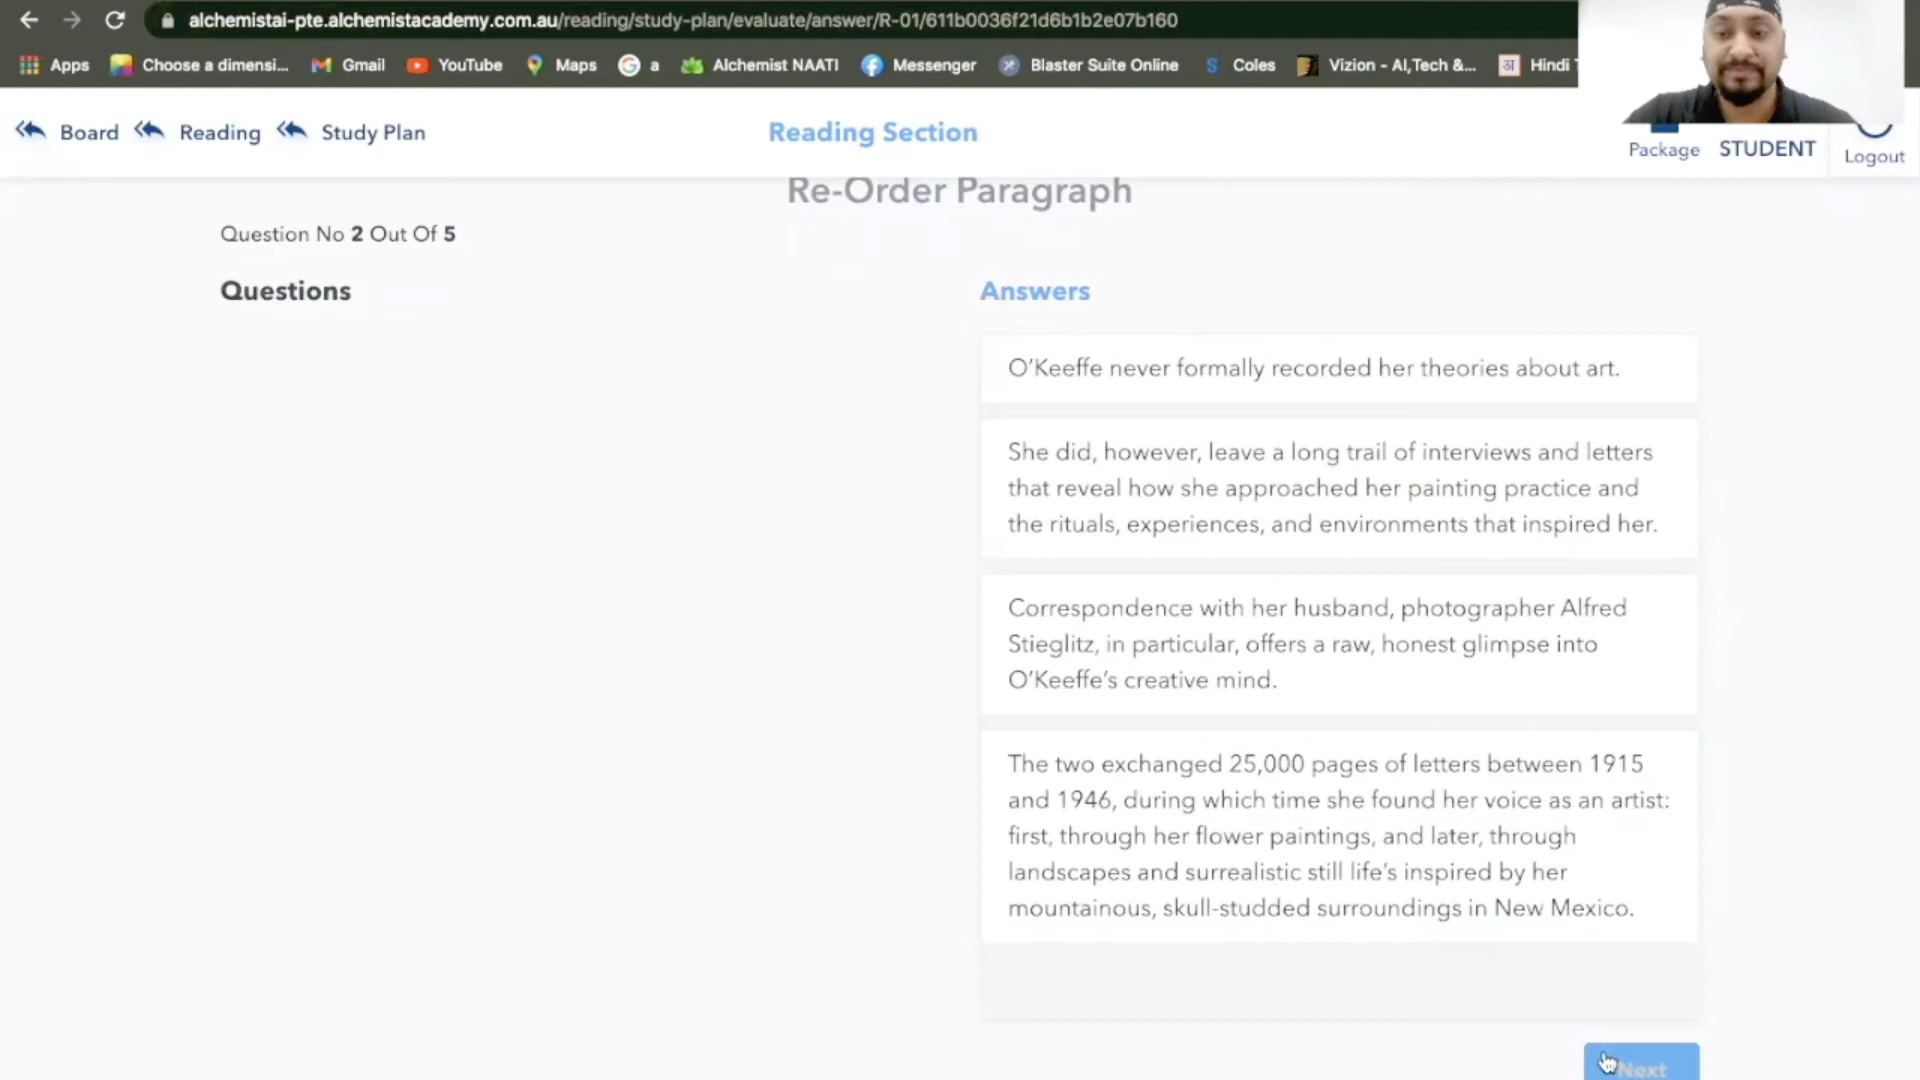 alchemistai-pte.alchemistacademy.com.au/reading/study-plan/evaluate/answer/R-01/611b0036f21d6b1b2e07b160
Apps Choose a dimensi... Gmail YouTube Maps a Alchemist NAATI Messenger Blaster Suite Online Coles Vizion - AI,Tech &... Hindi
Board Reading Study Plan Reading Section Package STUDENT Logout
Re-Order Paragraph
Question No 2 Out Of 5
Questions
Answers
O'Keeffe never formally recorded her theories about art.
She did, however, leave a long trail of interviews and letters
that reveal how she approached her painting practice and
the rituals, experiences, and environments that inspired her.
Correspondence with her husband, photographer Alfred
Stieglitz, in particular, offers a raw, honest glimpse into
O'Keeffe's creative mind.
The two exchanged 25,000 pages of letters between 1915
and 1946, during which time she found her voice as an artist:
first, through her flower paintings, and later, through
landscapes and surrealistic still life's inspired by her
mountainous, skull-studded surroundings in New Mexico.
Next